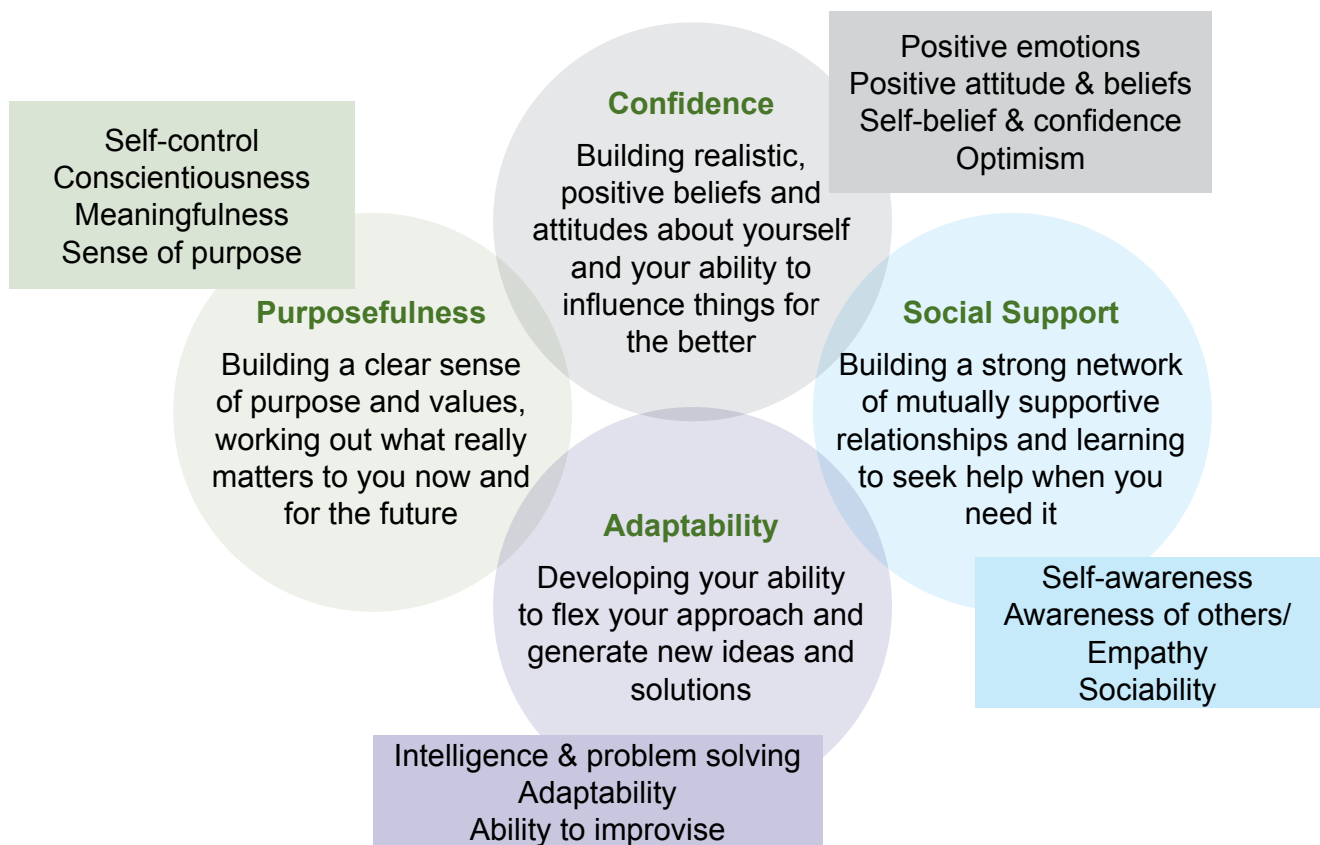 Positive emotions
Positive attitude & beliefs
Self-belief & confidence
Optimism
Confidence
Building realistic,
positive beliefs and
attitudes about yourself
and your ability to
influence things for
the better
Self-control
Conscientiousness
Meaningfulness
Sense of purpose
Purposefulness
Building a clear sense
of purpose and values,
working out what really
matters to you now and
for the future
Social Support
Building a strong network
of mutually supportive
relationships and learning
to seek help when you
need it
Self-awareness
Awareness of others/
Empathy
Sociability
Adaptability
Developing your ability
to flex your approach and
generate new ideas and
solutions
Intelligence & problem solving
Adaptability
Ability to improvise